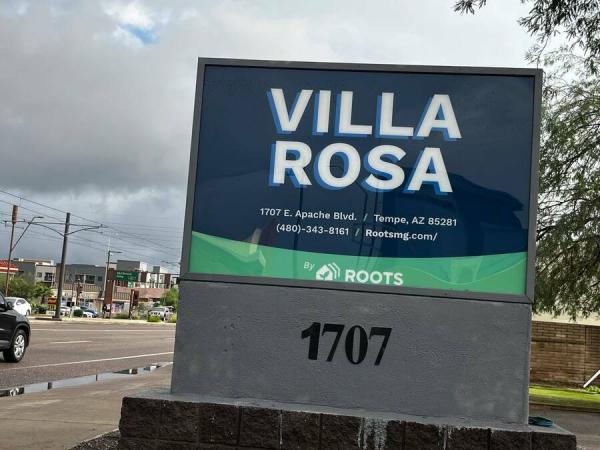 VILLA
ROSA
1707 E. Apache Blvd. / Tempe, AZ 85281
(480)-343-8161 / Rootsmg.com/
By ROOTS
1707